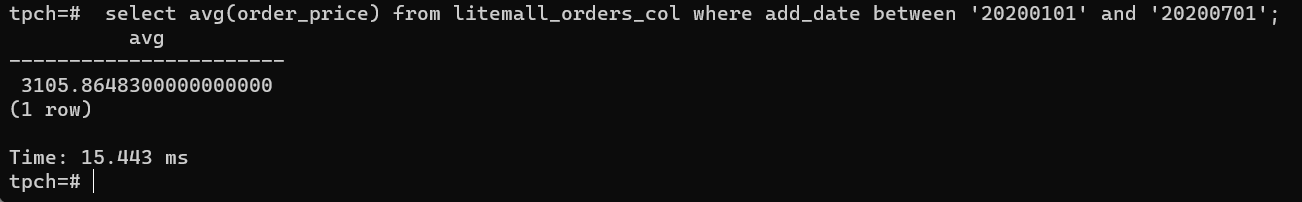 tpch=#  select avg(order_price) from litemall_orders_col where add_date between '20200101' and '20200701';
          avg
-----------------------
 3105.8648300000000000
(1 row)

Time: 15.443 ms
tpch=#